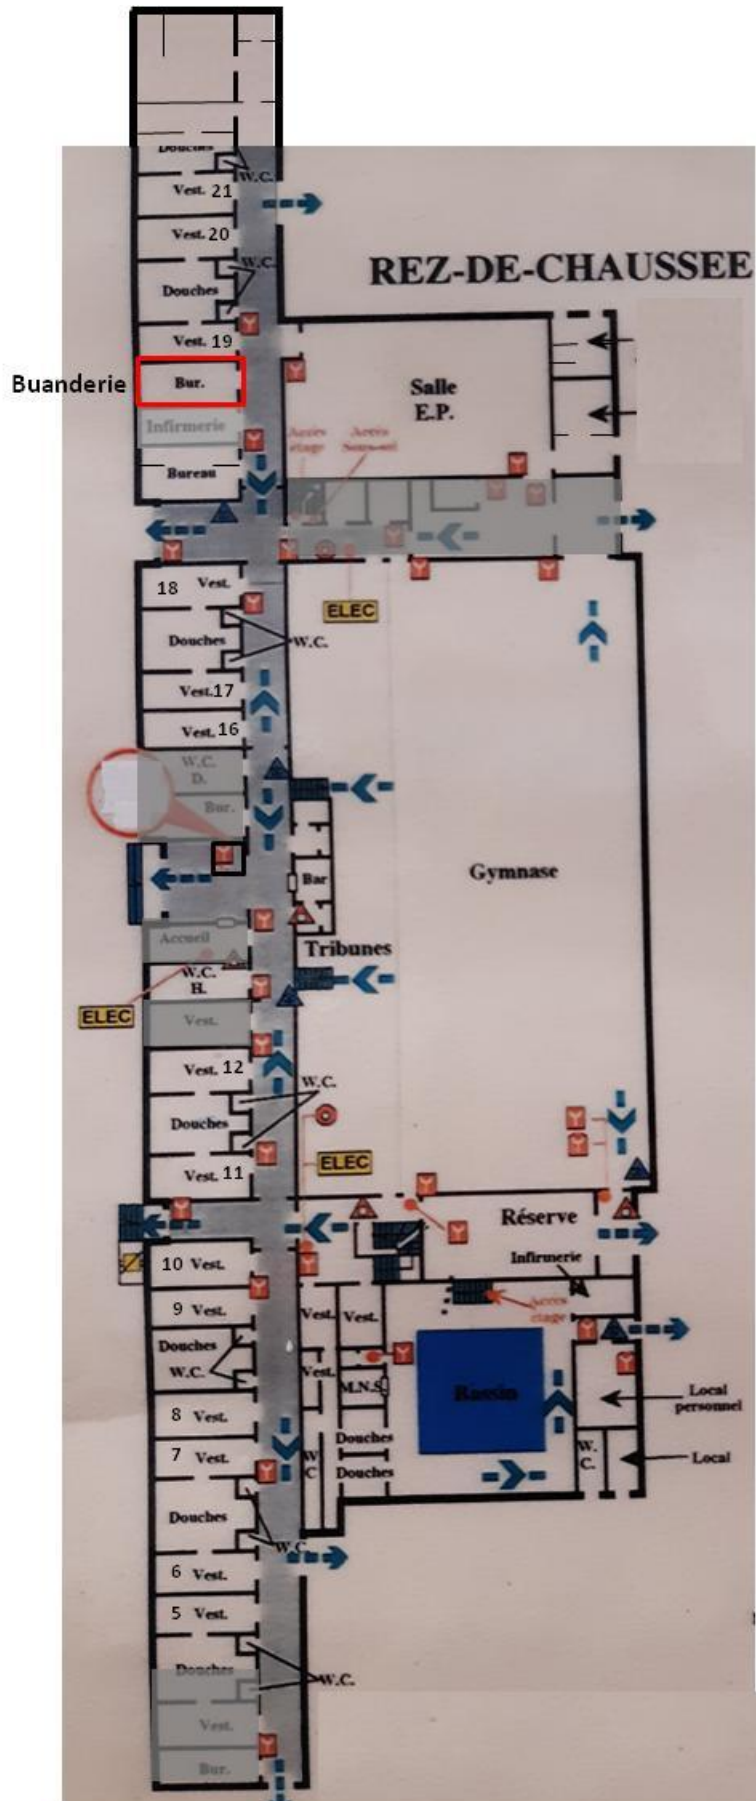 Douches
W.C.
Vest. 21
Vest. 20
W.C.
REZ-DE-CHAUSSEE
Douches
Vest. 19
Buanderie
Bur.
Salle
E.P.
Infirmerie
Accès
étage
Accès
Sous-sol
Bureau
18 Vest.
ELEC
Douches
W.C.
Vest. 17
Vest. 16
W.C.
D.
Bur.
Gymnase
Bar
Accueil
Tribunes
W.C.
H.
ELEC
Vest.
Vest. 12
W.C.
Douches
ELEC
Vest. 11
Réserve
10 Vest.
Infirmerie
Accès
étage
9 Vest.
Vest.
Vest.
Douches
W.C.
Vest.
M.N.S
Bassin
Local
personnel
8 Vest.
7 Vest.
Douches
W
C
W.
C.
Local
Douches
Douches
W.C.
6 Vest.
5 Vest.
Douches
W.C.
Vest.
Bur.